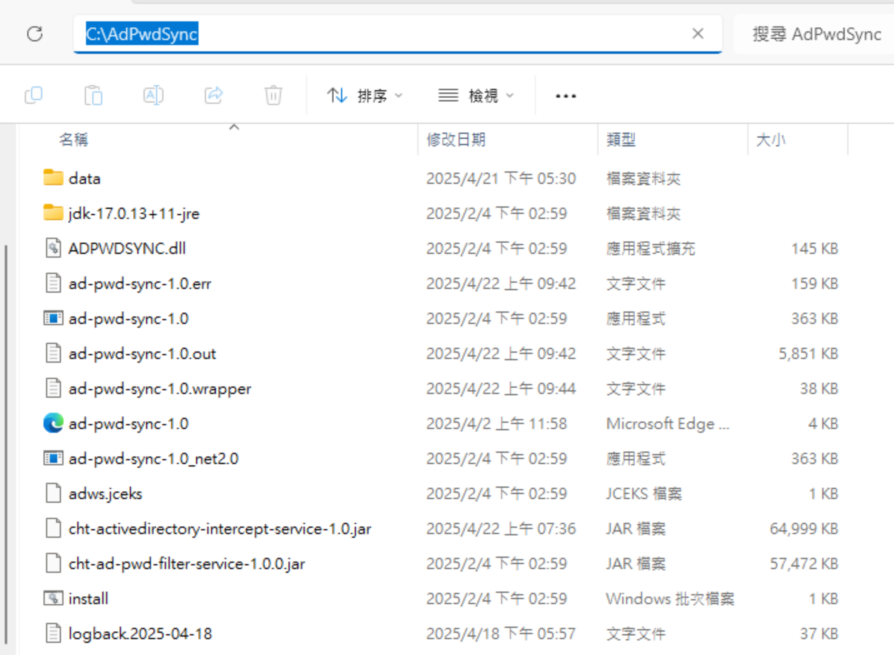 C:\AdPwdSync
搜尋 AdPwdSync
排序 檢視
名稱 修改日期 類型 大小
data 2025/4/21 下午 05:30 檔案資料夾
jdk-17.0.13+11-jre 2025/2/4 下午 02:59 檔案資料夾
ADPWDSYNC.dll 2025/2/4 下午 02:59 應用程式擴充 145 KB
ad-pwd-sync-1.0.err 2025/4/22 上午 09:42 文字文件 159 KB
ad-pwd-sync-1.0 2025/2/4 下午 02:59 應用程式 363 KB
ad-pwd-sync-1.0.out 2025/4/22 上午 09:42 文字文件 5,851 KB
ad-pwd-sync-1.0.wrapper 2025/4/22 上午 09:44 文字文件 38 KB
ad-pwd-sync-1.0 2025/4/2 上午 11:58 Microsoft Edge ... 4 KB
ad-pwd-sync-1.0_net2.0 2025/2/4 下午 02:59 應用程式 363 KB
adws.jceks 2025/2/4 下午 02:59 JCEKS 檔案 1 KB
cht-activedirectory-intercept-service-1.0.jar 2025/4/22 上午 07:36 JAR 檔案 64,999 KB
cht-ad-pwd-filter-service-1.0.0.jar 2025/2/4 下午 02:59 JAR 檔案 57,472 KB
install 2025/2/4 下午 02:59 Windows 批次檔案 1 KB
logback.2025-04-18 2025/4/18 下午 05:57 文字文件 37 KB